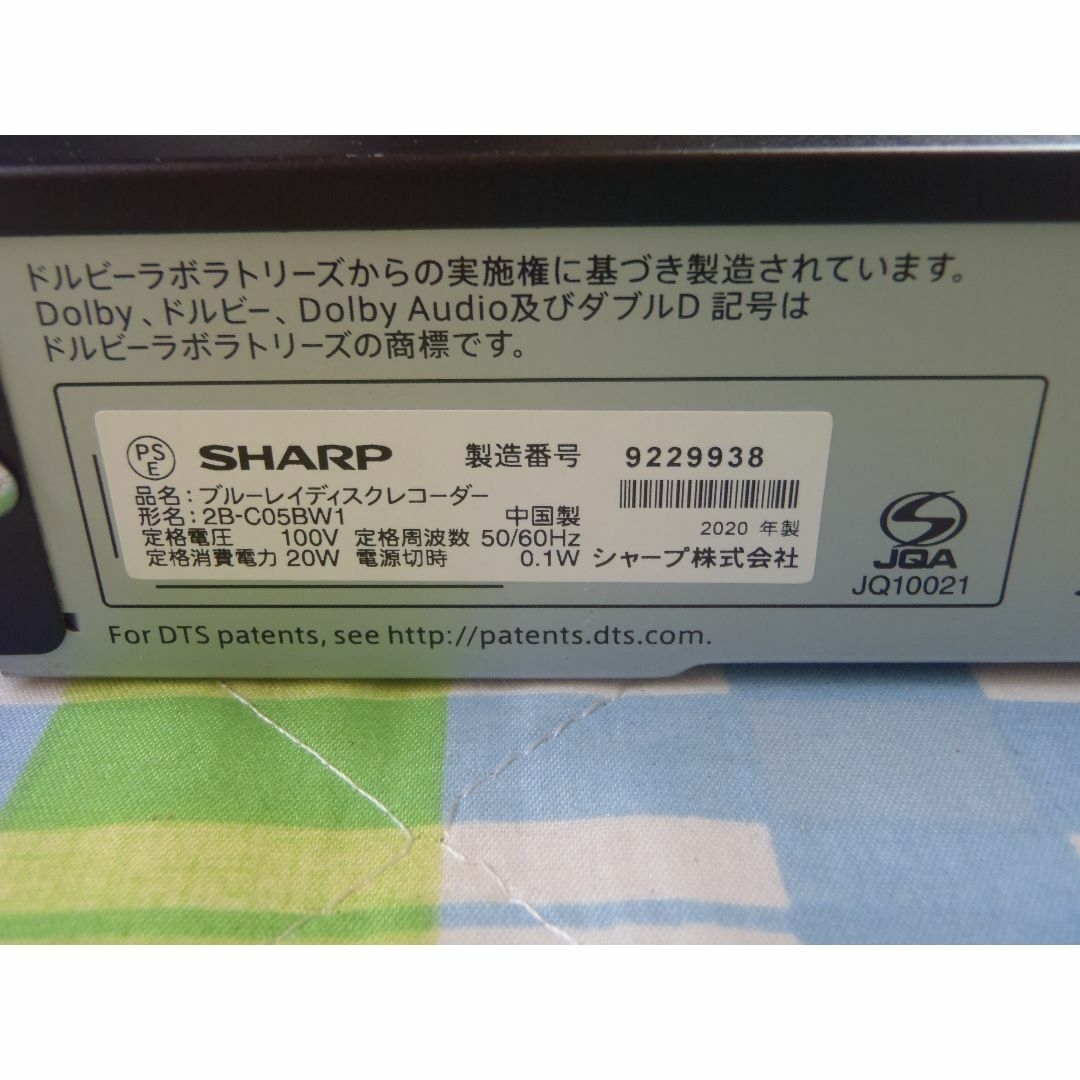 ドルビーラボラトリーズからの実施権に基づき製造されています。
Dolby、ドルビー、Dolby Audio及びダブルD 記号は
ドルビーラボラトリーズの商標です。
PSE SHARP 製造番号 9229938
品名:ブルーレイディスクレコーダー
形名:2B-C05BW1 中国製 2020 年製
定格電圧 100V 定格周波数 50/60Hz
定格消費電力 20W 電源切時 0.1W シャープ株式会社
JQA
JQ10021
For DTS patents, see http://patents.dts.com.